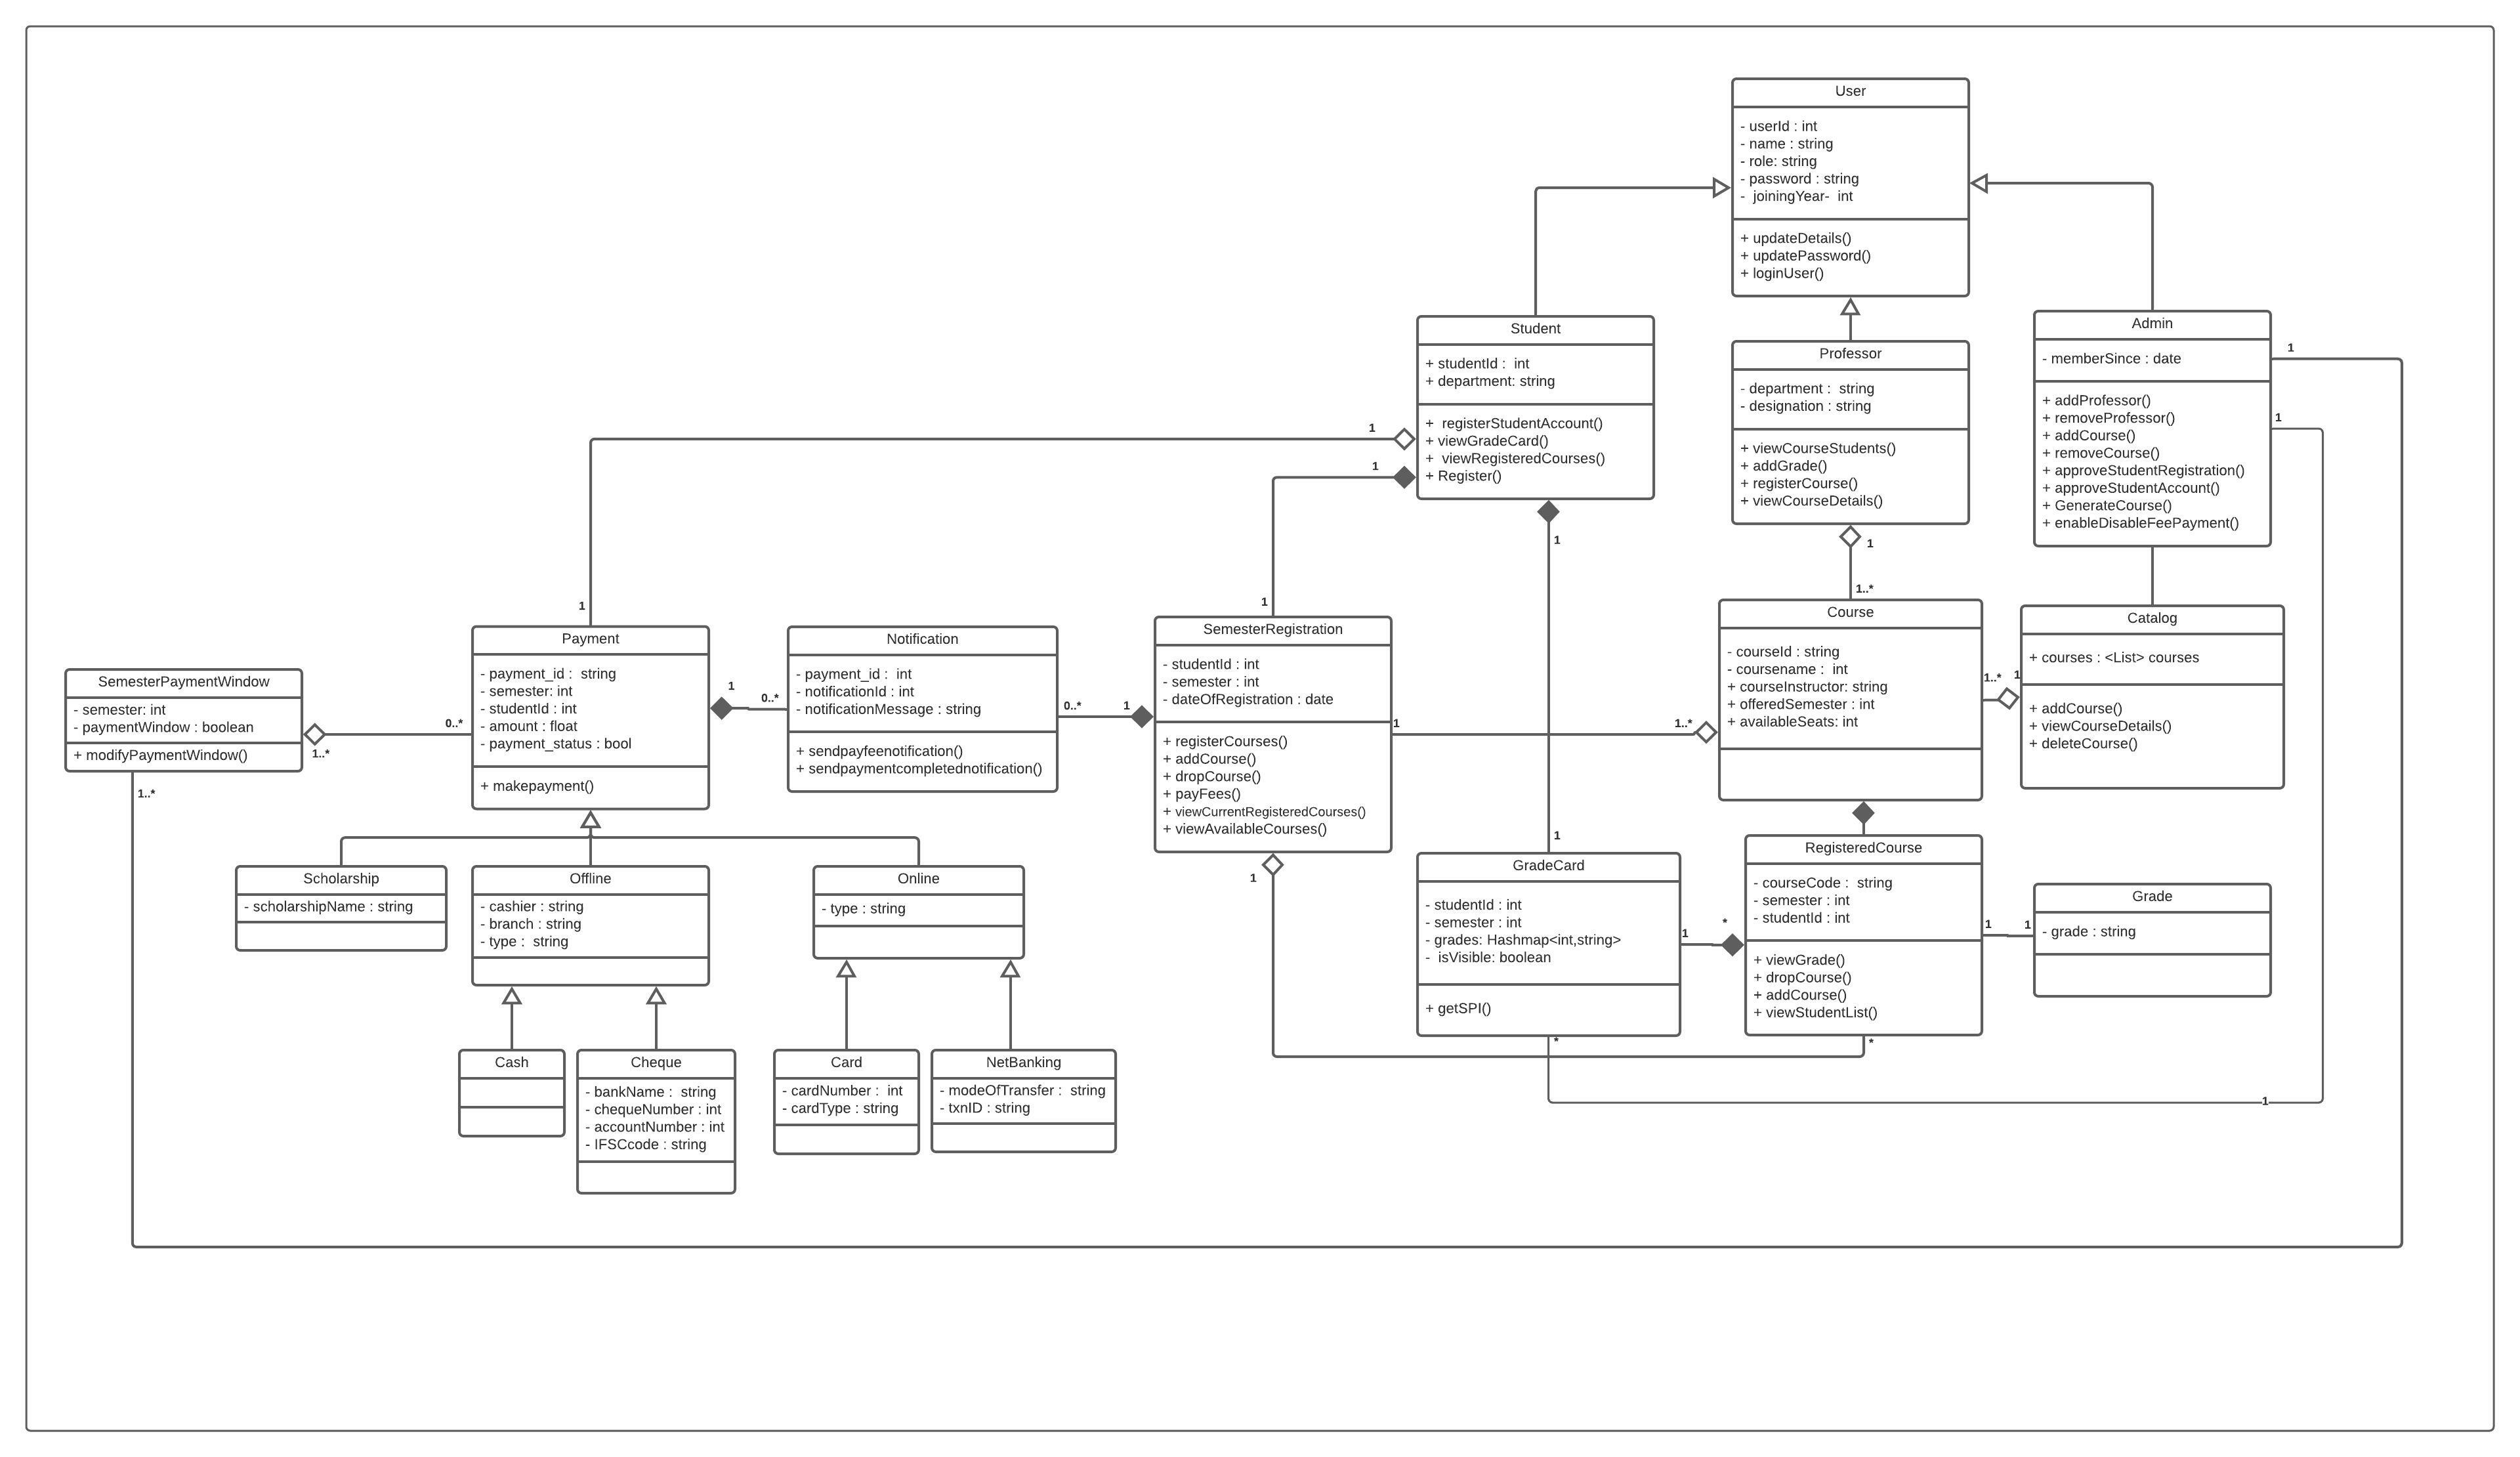 User
- userId : int
- name : string
- role: string
- password : string
-  joiningYear-  int
+ updateDetails()
+ updatePassword()
+ loginUser()
Student
+ studentId :  int
+ department: string
+  registerStudentAccount()
+ viewGradeCard()
+  viewRegisteredCourses()
+ Register()
Professor
- department :  string
- designation : string
+ viewCourseStudents()
+ addGrade()
+ registerCourse()
+ viewCourseDetails()
Admin
- memberSince : date
+ addProfessor()
+ removeProfessor()
+ addCourse()
+ removeCourse()
+ approveStudentRegistration()
+ approveStudentAccount()
+ GenerateCourse()
+ enableDisableFeePayment()
1
1
1
1
1
1
1..*
1
1
SemesterPaymentWindow
- semester: int
- paymentWindow : boolean
+ modifyPaymentWindow()
1..*
1..*
0..*
Payment
- payment_id :  string
- semester: int
- studentId : int
- amount : float
- payment_status : bool
+ makepayment()
1
0..*
Notification
- payment_id :  int
- notificationId : int
- notificationMessage : string
+ sendpayfeenotification()
+ sendpaymentcompletednotification()
0..*
1
SemesterRegistration
- studentId : int
- semester : int
- dateOfRegistration : date
+ registerCourses()
+ addCourse()
+ dropCourse()
+ payFees()
+ viewCurrentRegisteredCourses()
+ viewAvailableCourses()
1
1..*
Course
- courseId : string
- coursename :  int
+ courseInstructor: string
+ offeredSemester : int
+ availableSeats: int
1..*
1
Catalog
+ courses : <List> courses
+ addCourse()
+ viewCourseDetails()
+ deleteCourse()
Scholarship
- scholarshipName : string
Offline
- cashier : string
- branch : string
- type :  string
Online
- type : string
1
1
GradeCard
- studentId : int
- semester : int
- grades: Hashmap<int,string>
-  isVisible: boolean
+ getSPI()
1
*
RegisteredCourse
- courseCode :  string
- semester : int
- studentId : int
+ viewGrade()
+ dropCourse()
+ addCourse()
+ viewStudentList()
1
1
Grade
- grade : string
*
*
1
Cash
Cheque
- bankName :  string
- chequeNumber : int
- accountNumber : int
- IFSCcode : string
Card
- cardNumber :  int
- cardType : string
NetBanking
- modeOfTransfer :  string
- txnID : string